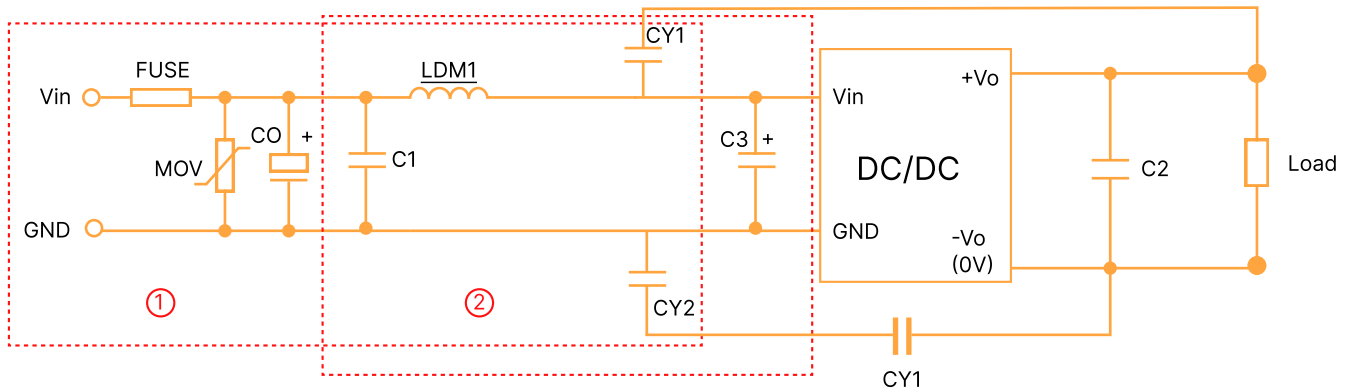 CY1
FUSE
LDM1
Vin
+Vo
Vin
CO +
C3 +
MOV
C1
DC/DC
C2
Load
GND
GND
-Vo
(0V)
1
2
CY2
CY1